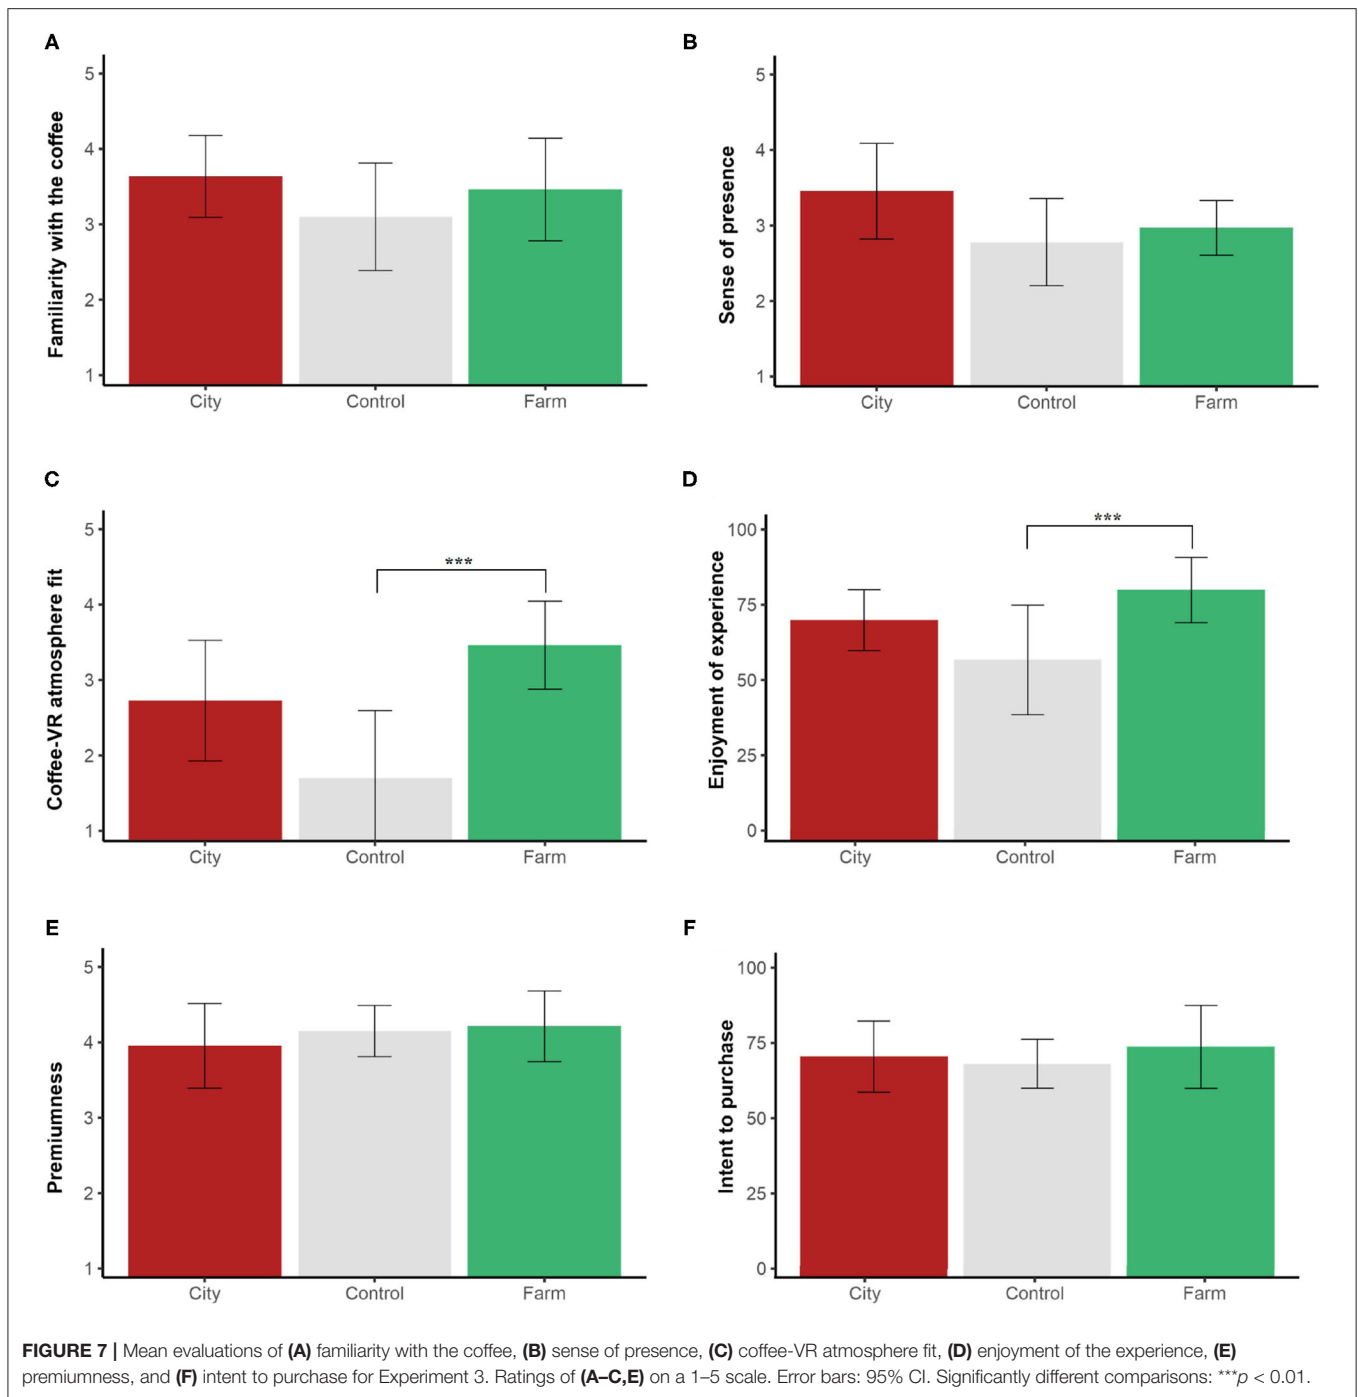 A
B
5
4
3
2
1
Familiarity with the coffee
City
Control
Farm
5
4
3
2
1
Sense of presence
City
Control
Farm
C
D
5
4
3
2
1
Coffee-VR atmosphere fit
***
City
Control
Farm
100
75
50
25
0
Enjoyment of experience
***
City
Control
Farm
E
F
5
4
3
2
1
Premiumness
City
Control
Farm
100
75
50
25
0
Intent to purchase
City
Control
Farm
FIGURE 7 | Mean evaluations of (A) familiarity with the coffee, (B) sense of presence, (C) coffee-VR atmosphere fit, (D) enjoyment of the experience, (E)
premiumness, and (F) intent to purchase for Experiment 3. Ratings of (A–C,E) on a 1–5 scale. Error bars: 95% CI. Significantly different comparisons: ***p < 0.01.